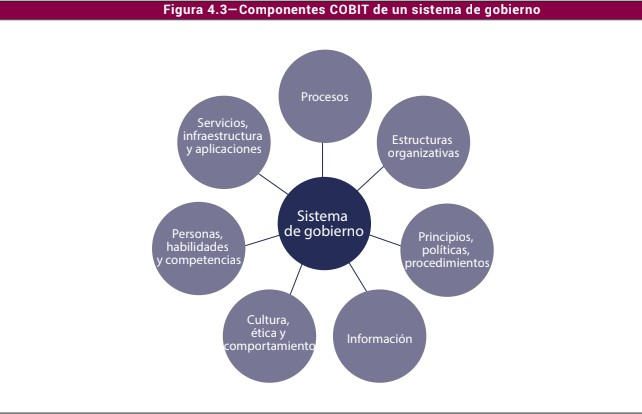 Figura 4.3—Componentes COBIT de un sistema de gobierno
Procesos
Estructuras
organizativas
Principios,
políticas,
procedimientos
Información
Cultura,
ética y
comportamiento
Personas,
habilidades
y competencias
Servicios,
infraestructura
y aplicaciones
Sistema
de gobierno